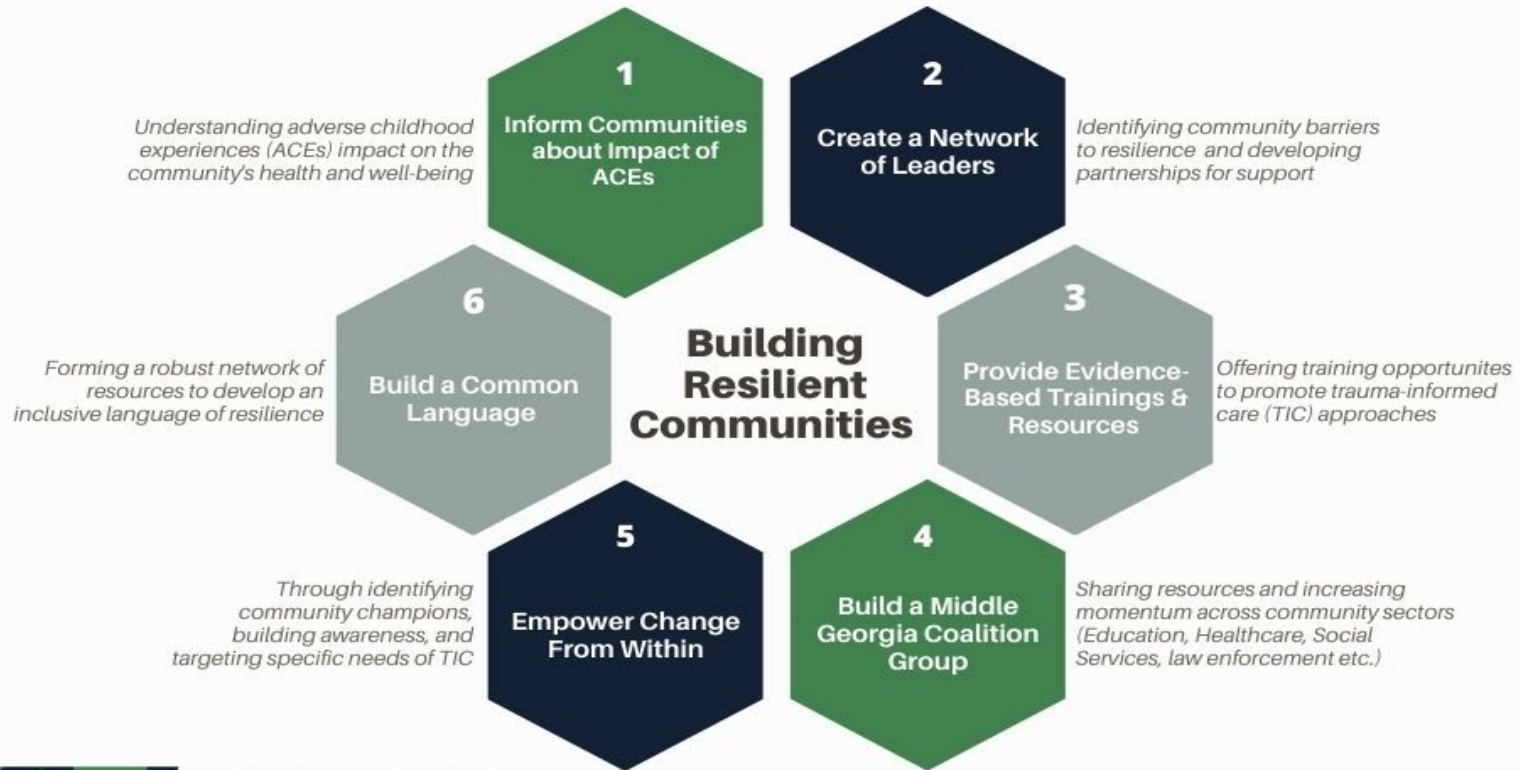 1
Inform Communities
about Impact of
ACEs
Understanding adverse childhood
experiences (ACEs) impact on the
community's health and well-being
2
Create a Network
of Leaders
Identifying community barriers
to resilience and developing
partnerships for support
3
Provide Evidence-
Based Trainings &
Resources
Offering training opportunites
to promote trauma-informed
care (TIC) approaches
4
Build a Middle
Georgia Coalition
Group
Sharing resources and increasing
momentum across community sectors
(Education, Healthcare, Social
Services, law enforcement etc.)
5
Empower Change
From Within
Through identifying
community champions,
building awareness, and
targeting specific needs of TIC
6
Build a Common
Language
Forming a robust network of
resources to develop an
inclusive language of resilience
Building
Resilient
Communities